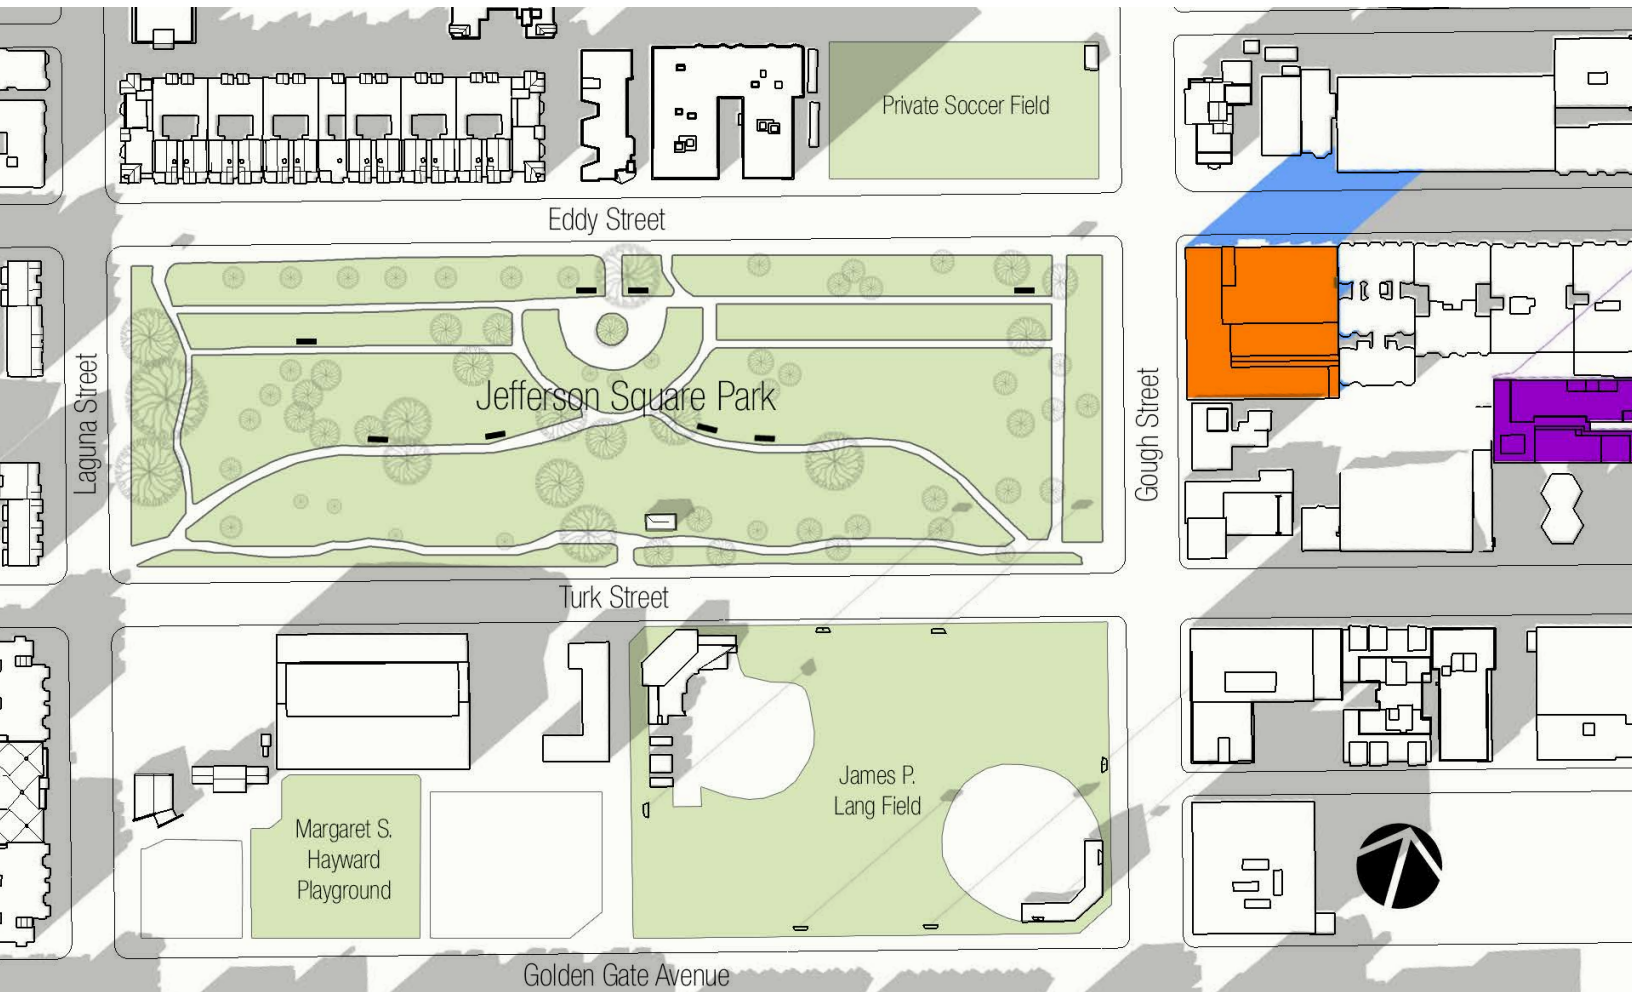 Private Soccer Field
Eddy Street
Laguna Street
Jefferson Square Park
Gough Street
Turk Street
James P.
Lang Field
Margaret S.
Hayward
Playground
Golden Gate Avenue